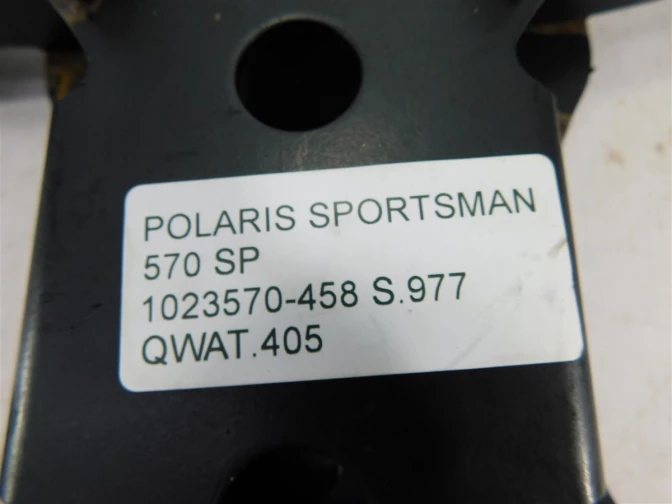 POLARIS SPORTSMAN
570 SP
1023570-458 S.977
QWAT.405